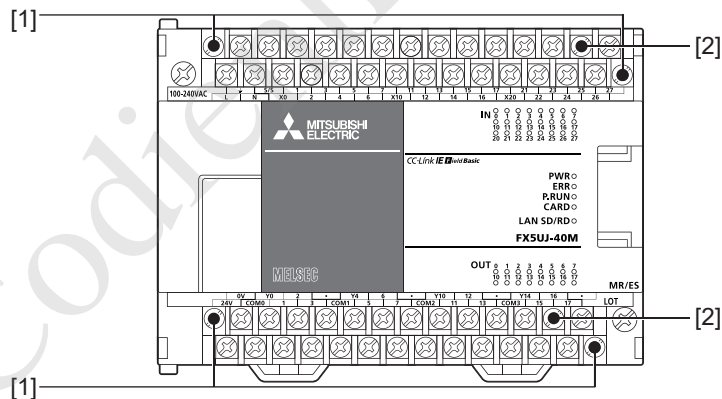 [1]
[2]
100-240VAC
L N S/S X0 1 2 3 4 5 6 7 X10 11 12 13 14 15 16 17 X20 21 22 23 24 25 26 27
MITSUBISHI
ELECTRIC
IN 0 1 2 3 4 5 6 7
10 11 12 13 14 15 16 17
20 21 22 23 24 25 26 27
CC-Link IE Field Basic
PWR
ERR
P.RUN
CARD
LAN SD/RD
FX5UJ-40M
MELSEC
OUT 0 1 2 3 4 5 6 7
10 11 12 13 14 15 16 17
MR/ES
0V Y0 2 • Y4 6 • Y10 12 • Y14 16 •
24V COM0 1 3 COM1 5 7 COM2 11 13 COM3 15 17
LOT
[2]
[1]